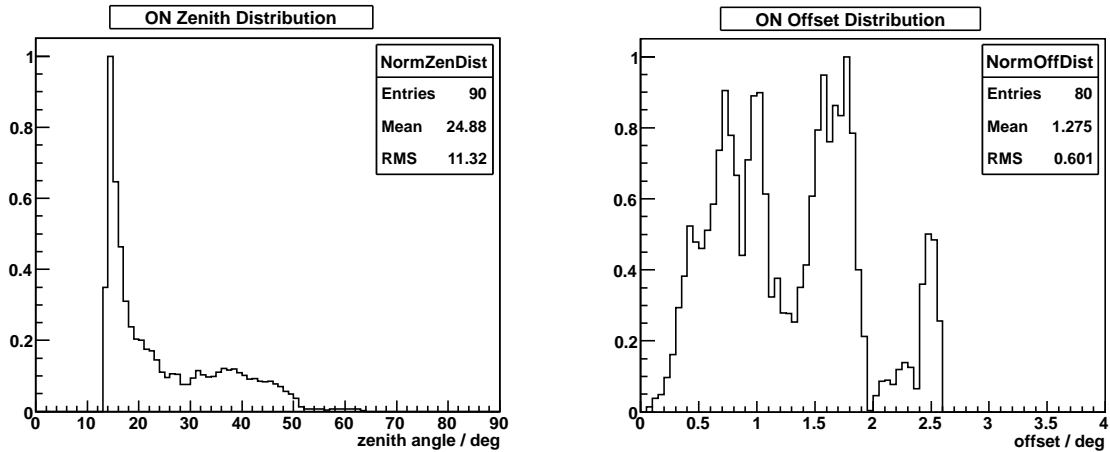 ON Zenith Distribution
NormZenDist
Entries 90
Mean 24.88
RMS 11.32
1
0.8
0.6
0.4
0.2
0
0 10 20 30 40 50 60 70 80 90
zenith angle / deg
ON Offset Distribution
NormOffDist
Entries 80
Mean 1.275
RMS 0.601
1
0.8
0.6
0.4
0.2
0
0 0.5 1 1.5 2 2.5 3 3.5 4
offset / deg